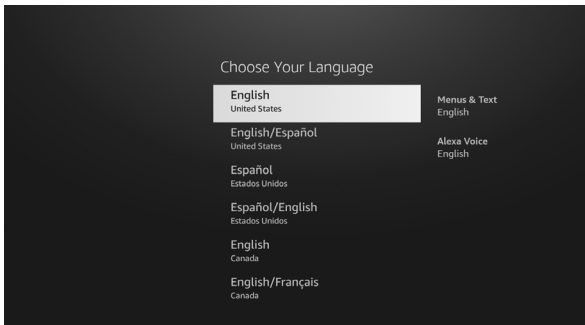 Choose Your Language
English
United States
English/Español
United States
Español
Estados Unidos
Español/English
Estados Unidos
English
Canada
English/Français
Canada
Menus & Text
English
Alexa Voice
English